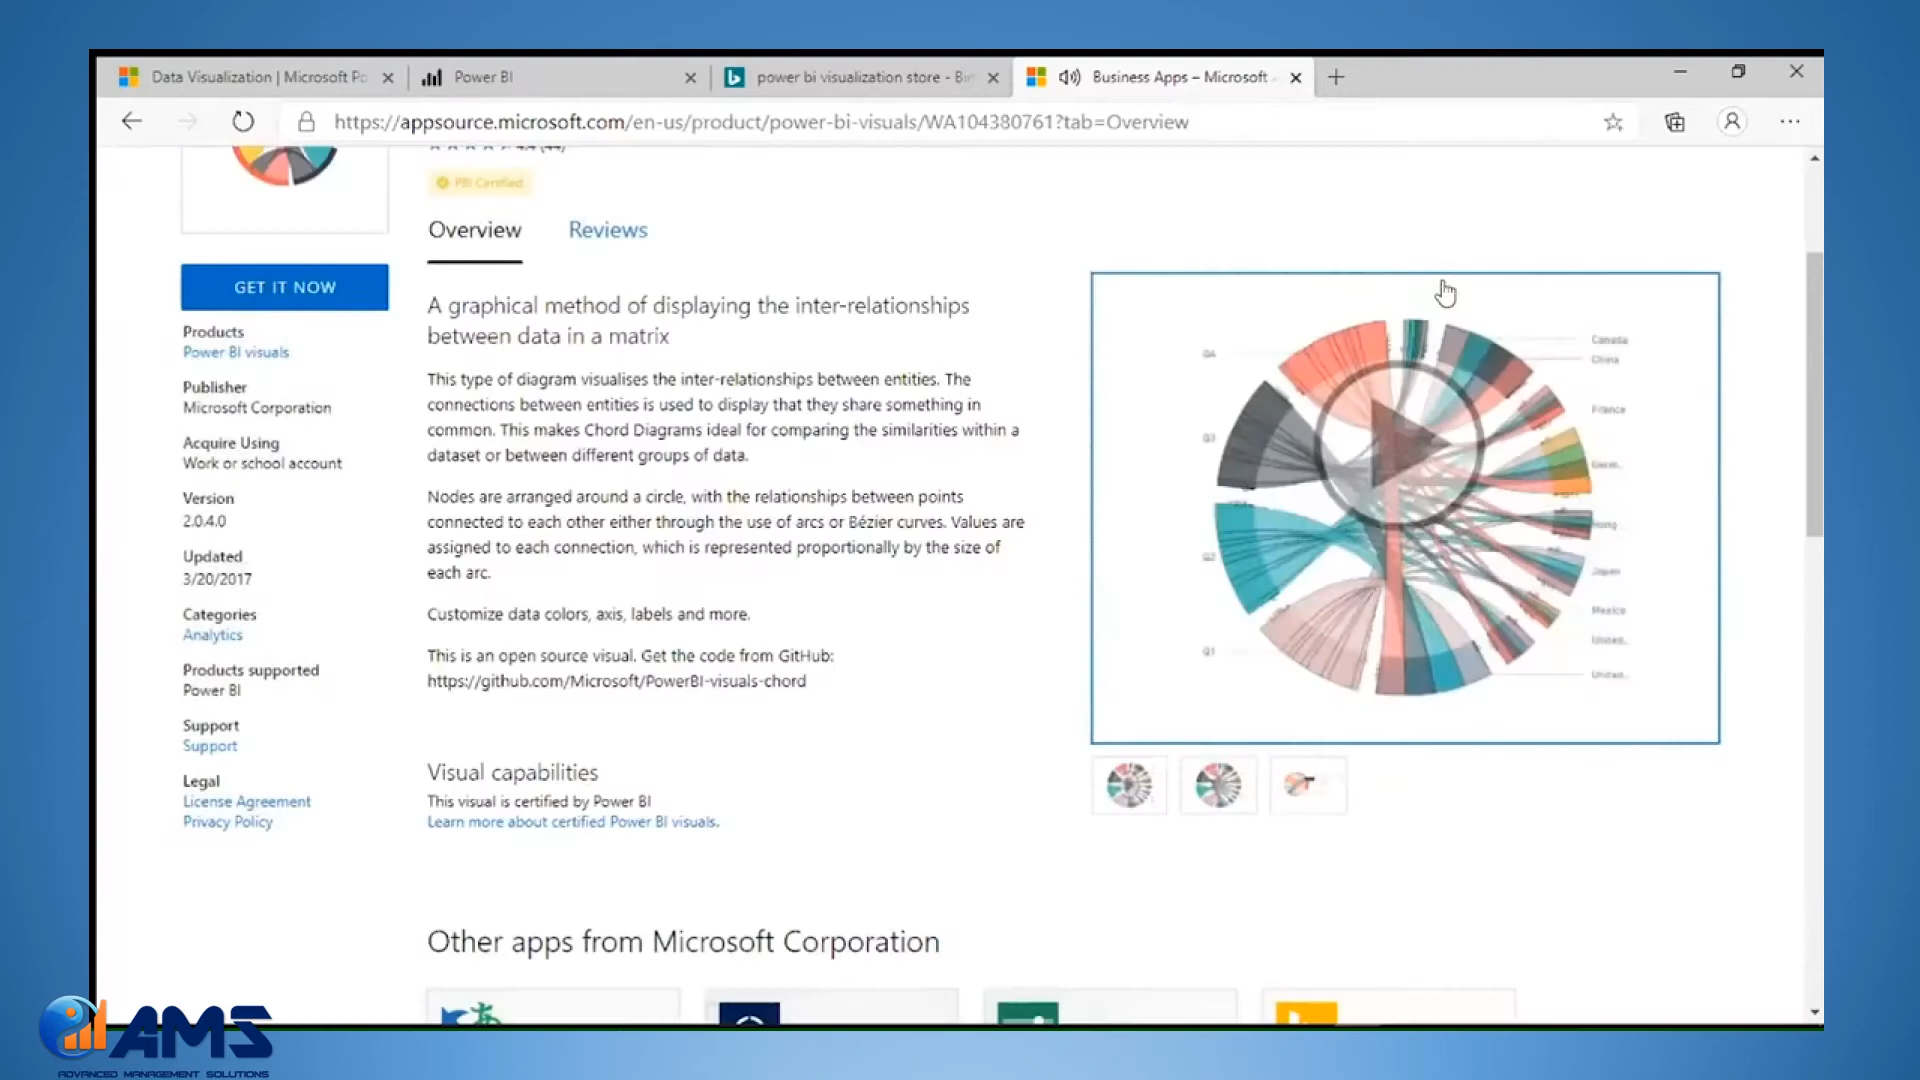 Data Visualization | Microsoft Po
Power BI
power bi visualization store - Bin
Business Apps – Microsoft
https://appsource.microsoft.com/en-us/product/power-bi-visuals/WA104380761?tab=Overview
4.4 (44)
PBI Certified
Overview
Reviews
GET IT NOW
Products
Power BI visuals
Publisher
Microsoft Corporation
Acquire Using
Work or school account
Version
2.0.4.0
Updated
3/20/2017
Categories
Analytics
Products supported
Power BI
Support
Support
Legal
License Agreement
Privacy Policy
A graphical method of displaying the inter-relationships
between data in a matrix
This type of diagram visualises the inter-relationships between entities. The
connections between entities is used to display that they share something in
common. This makes Chord Diagrams ideal for comparing the similarities within a
dataset or between different groups of data.
Nodes are arranged around a circle, with the relationships between points
connected to each other either through the use of arcs or Bézier curves. Values are
assigned to each connection, which is represented proportionally by the size of
each arc.
Customize data colors, axis, labels and more.
This is an open source visual. Get the code from GitHub:
https://github.com/Microsoft/PowerBI-visuals-chord
Visual capabilities
This visual is certified by Power BI
Learn more about certified Power BI visuals.
Q4
Q3
Q2
Q1
Canada
China
France
Germ...
Hong...
Japan
Mexico
United...
United...
Other apps from Microsoft Corporation
AMS
ADVANCED MANAGEMENT SOLUTIONS